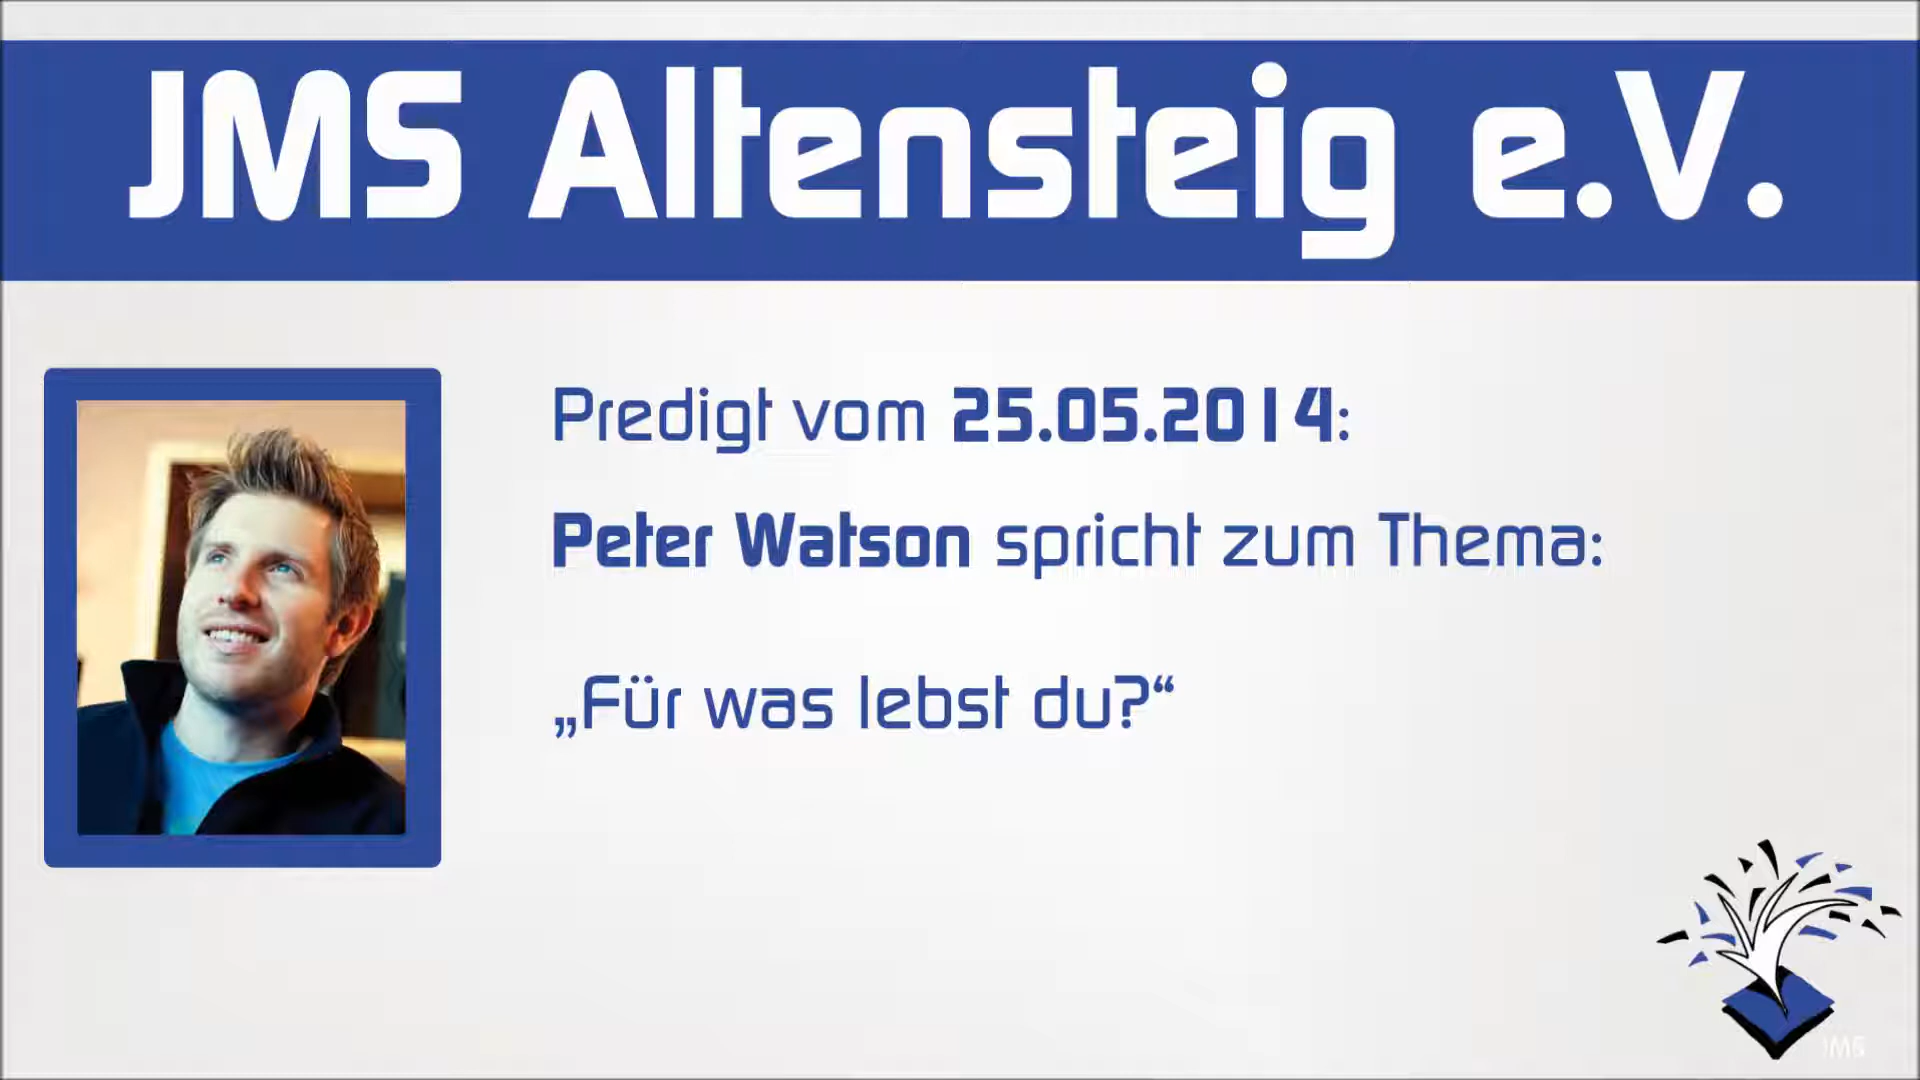 JMS Altensteig e.V.
Predigt vom 25.05.2014:
Peter Watson spricht zum Thema:
„Für was lebst du?“
JMS